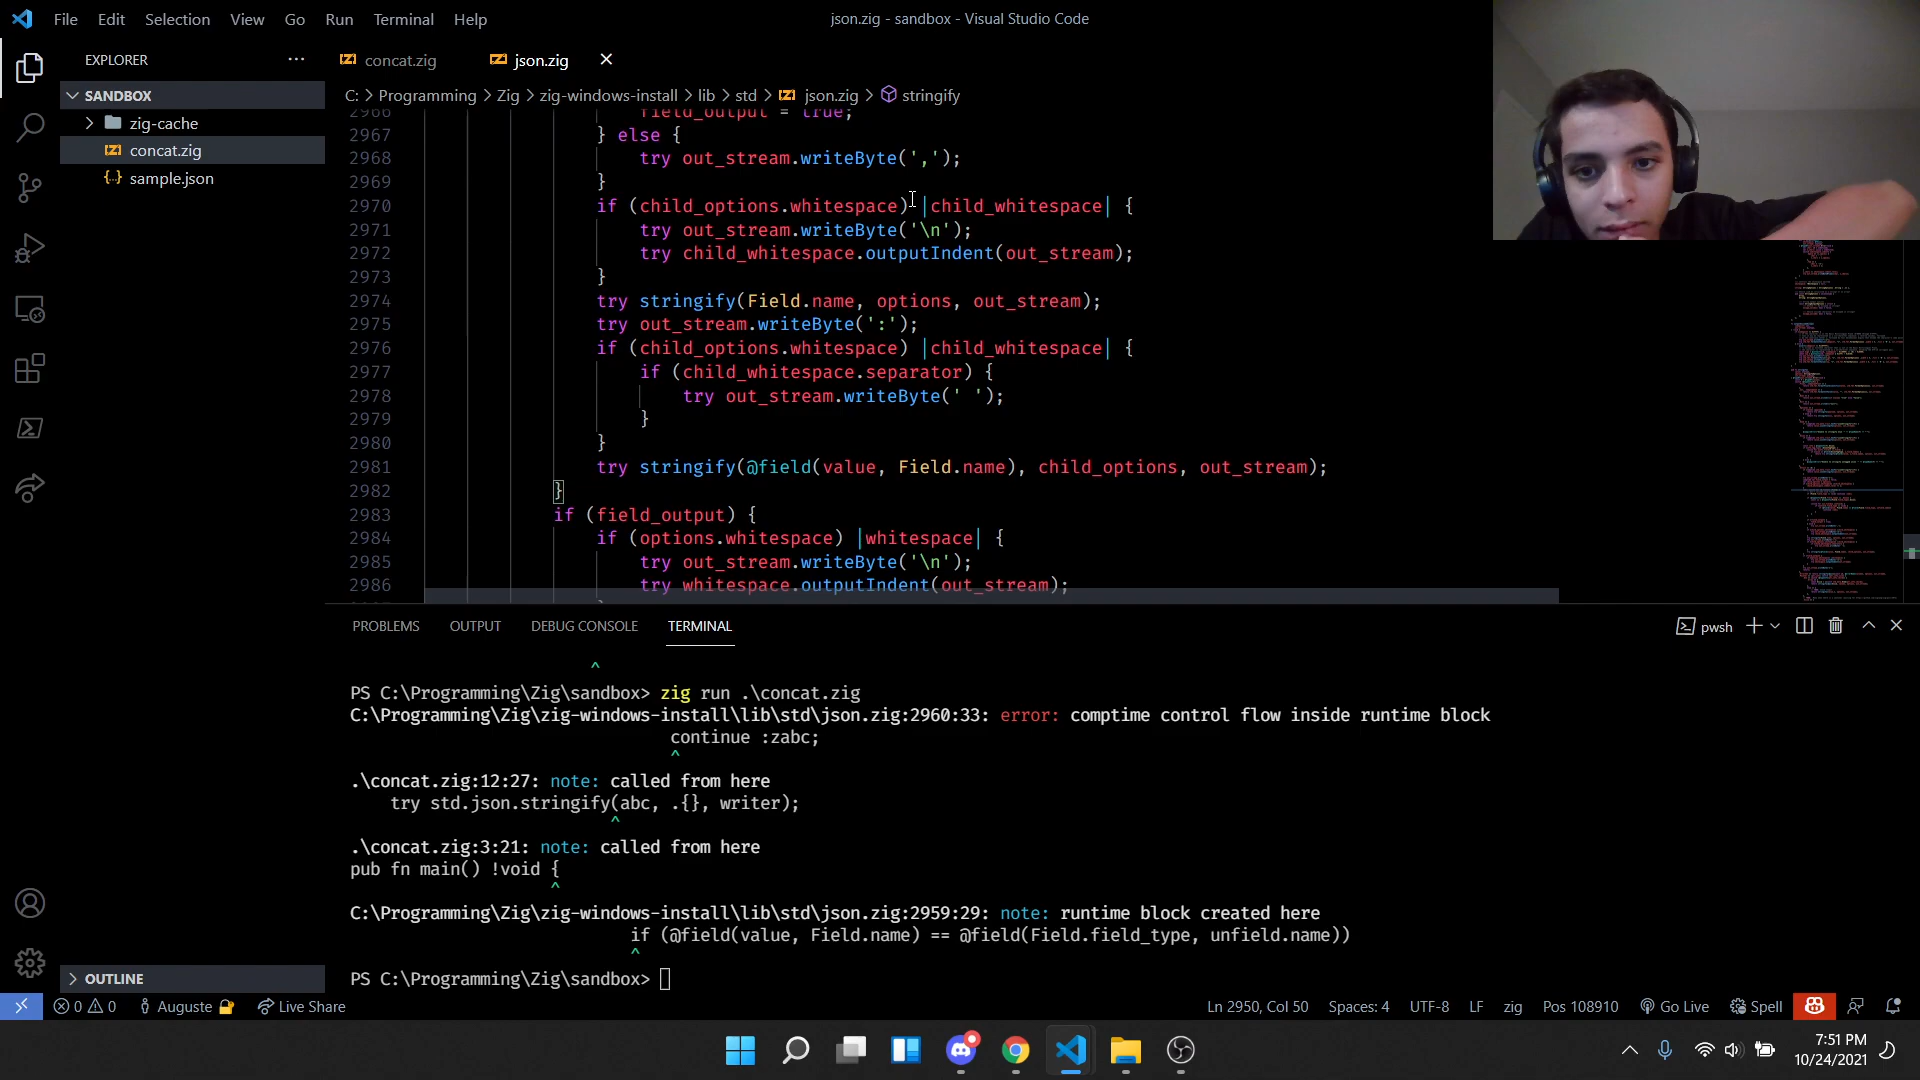 File Edit Selection View Go Run Terminal Help
json.zig - sandbox - Visual Studio Code
EXPLORER
concat.zig
json.zig
SANDBOX
C: > Programming > Zig > zig-windows-install > lib > std > json.zig > stringify
zig-cache
concat.zig
sample.json
2966 field_output = true;
2967 } else {
2968 try out_stream.writeByte(',');
2969 }
2970 if (child_options.whitespace) |child_whitespace| {
2971 try out_stream.writeByte('\n');
2972 try child_whitespace.outputIndent(out_stream);
2973 }
2974 try stringify(Field.name, options, out_stream);
2975 try out_stream.writeByte(':');
2976 if (child_options.whitespace) |child_whitespace| {
2977 if (child_whitespace.separator) {
2978 try out_stream.writeByte(' ');
2979 }
2980 }
2981 try stringify(@field(value, Field.name), child_options, out_stream);
2982 }
2983 if (field_output) {
2984 if (options.whitespace) |whitespace| {
2985 try out_stream.writeByte('\n');
2986 try whitespace.outputIndent(out_stream);
PROBLEMS OUTPUT DEBUG CONSOLE TERMINAL
pwsh
^
PS C:\Programming\Zig\sandbox> zig run .\concat.zig
C:\Programming\Zig\zig-windows-install\lib\std\json.zig:2960:33: error: comptime control flow inside runtime block
continue :zabc;
^
.\concat.zig:12:27: note: called from here
try std.json.stringify(abc, .{}, writer);
^
.\concat.zig:3:21: note: called from here
pub fn main() !void {
^
C:\Programming\Zig\zig-windows-install\lib\std\json.zig:2959:29: note: runtime block created here
if (@field(value, Field.name) == @field(Field.field_type, unfield.name))
^
PS C:\Programming\Zig\sandbox>
OUTLINE
0 0 Auguste Live Share
Ln 2950, Col 50 Spaces: 4 UTF-8 LF zig Pos 108910 Go Live Spell
7:51 PM
10/24/2021